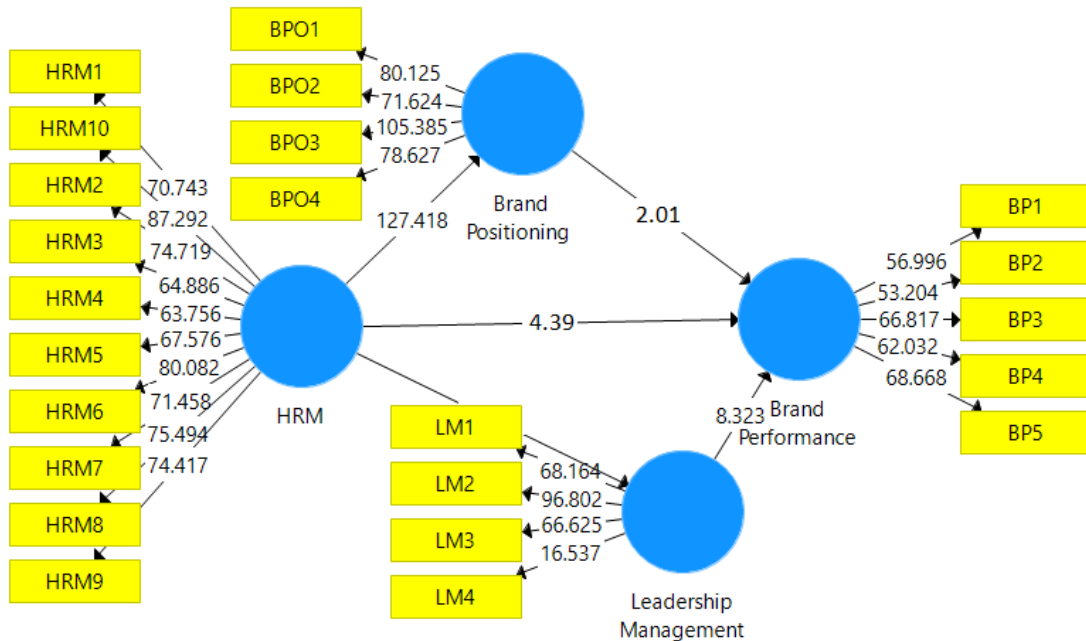 HRM1
HRM10
HRM2
HRM3
HRM4
HRM5
HRM6
HRM7
HRM8
HRM9
70.743
87.292
74.719
64.886
63.756
67.576
80.082
71.458
75.494
74.417
HRM
BPO1
BPO2
BPO3
BPO4
80.125
71.624
105.385
78.627
127.418
Brand
Positioning
2.01
4.39
LM1
LM2
LM3
LM4
68.164
96.802
66.625
16.537
Leadership
Management
8.323
Brand
Performance
56.996
53.204
66.817
62.032
68.668
BP1
BP2
BP3
BP4
BP5